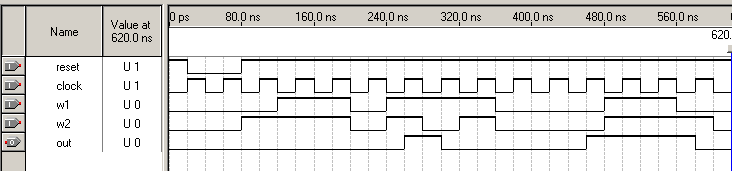 0 ps 80.0 ns 160.0 ns 240.0 ns 320.0 ns 400.0 ns 480.0 ns 560.0 ns
Name Value at 620.0 ns
620.
reset U 1
clock U 1
w1 U 0
w2 U 0
out U 0